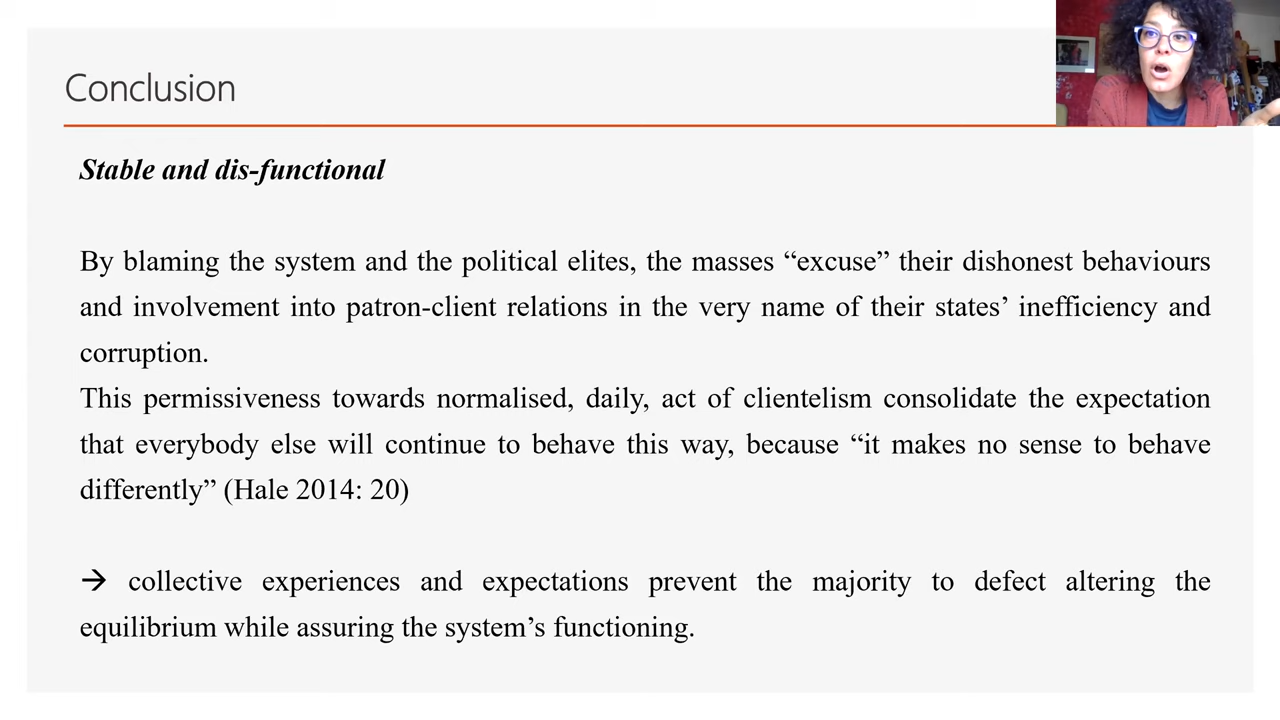 Conclusion
Stable and dis-functional
By blaming the system and the political elites, the masses “excuse” their dishonest behaviours
and involvement into patron-client relations in the very name of their states’ inefficiency and
corruption.
This permissiveness towards normalised, daily, act of clientelism consolidate the expectation
that everybody else will continue to behave this way, because “it makes no sense to behave
differently” (Hale 2014: 20)
→ collective experiences and expectations prevent the majority to defect altering the
equilibrium while assuring the system’s functioning.